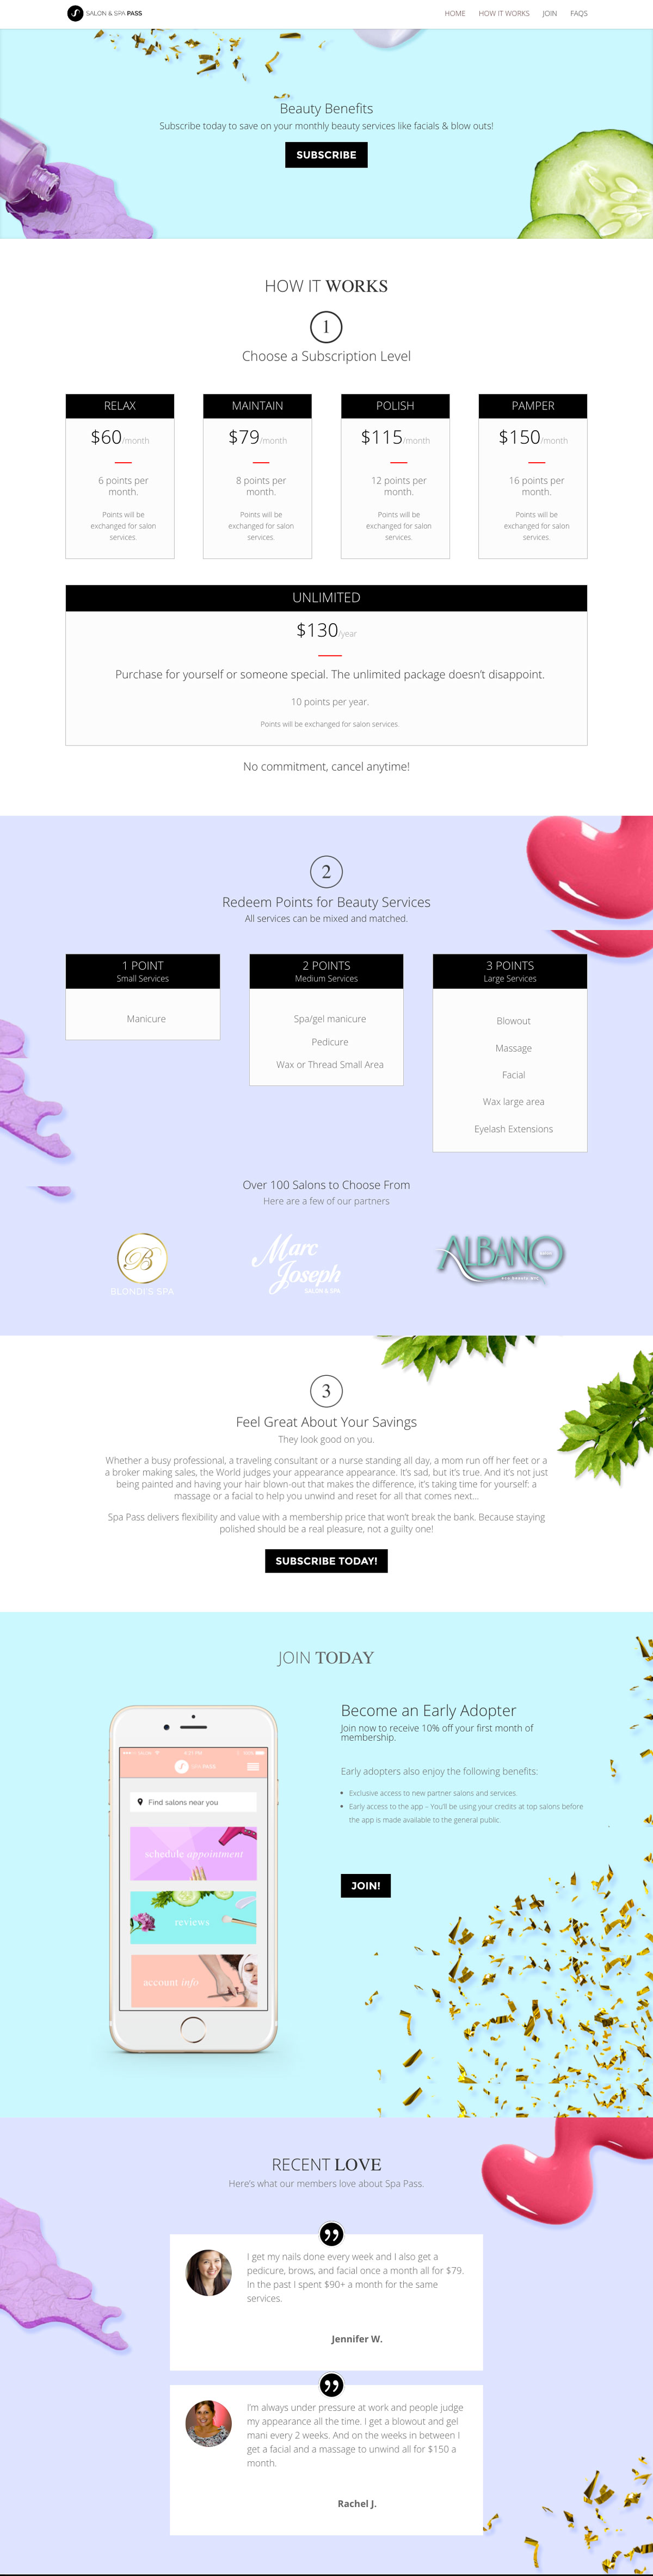 SALON & SPA PASS
HOME HOW IT WORKS JOIN FAQS
Beauty Benefits
Subscribe today to save on your monthly beauty services like facials & blow outs!
SUBSCRIBE
HOW IT WORKS
1
Choose a Subscription Level
RELAX
$60/month
6 points per
month.
Points will be
exchanged for salon
services.
MAINTAIN
$79/month
8 points per
month.
Points will be
exchanged for salon
services.
POLISH
$115/month
12 points per
month.
Points will be
exchanged for salon
services.
PAMPER
$150/month
16 points per
month.
Points will be
exchanged for salon
services.
UNLIMITED
$130/year
Purchase for yourself or someone special. The unlimited package doesn't disappoint.
10 points per year.
Points will be exchanged for salon services.
No commitment, cancel anytime!
2
Redeem Points for Beauty Services
All services can be mixed and matched.
1 POINT
Small Services
Manicure
2 POINTS
Medium Services
Spa/gel manicure
Pedicure
Wax or Thread Small Area
3 POINTS
Large Services
Blowout
Massage
Facial
Wax large area
Eyelash Extensions
Over 100 Salons to Choose From
Here are a few of our partners
B
BLONDI'S SPA
Marc
Joseph
SALON & SPA
ALBANO
3
Feel Great About Your Savings
They look good on you.
Whether a busy professional, a traveling consultant or a nurse standing all day, a mom run off her feet or a
a broker making sales, the World judges your appearance appearance. It's sad, but it's true. And it's not just
being painted and having your hair blown-out that makes the difference, it's taking time for yourself: a
massage or a facial to help you unwind and reset for all that comes next...
Spa Pass delivers flexibility and value with a membership price that won't break the bank. Because staying
polished should be a real pleasure, not a guilty one!
SUBSCRIBE TODAY!
JOIN TODAY
SPA PASS
Find salons near you
schedule appointment
reviews
account info
Become an Early Adopter
Join now to receive 10% off your first month of
membership.
Early adopters also enjoy the following benefits:
Exclusive access to new partner salons and services
Early access to the app – You'll be using your credits at top salons before
the app is made available to the general public.
JOIN!
RECENT LOVE
Here's what our members love about Spa Pass.
I get my nails done every week and I also get a
pedicure, brows, and facial once a month all for $79.
In the past I spent $90+ a month for the same
services.
Jennifer W.
I'm always under pressure at work and people judge
my appearance all the time. I get a blowout and gel
mani every 2 weeks. And on the weeks in between I
get a facial and a massage to unwind all for $150 a
month.
Rachel J.